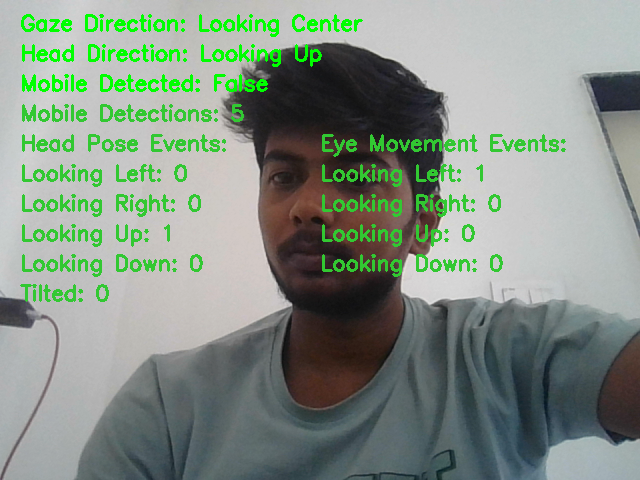 Gaze Direction: Looking Center
Head Direction: Looking Up
Mobile Detected: False
Mobile Detections: 5
Head Pose Events: Eye Movement Events:
Looking Left: 0 Looking Left: 1
Looking Right: 0 Looking Right: 0
Looking Up: 1 Looking Up: 0
Looking Down: 0 Looking Down: 0
Tilted: 0